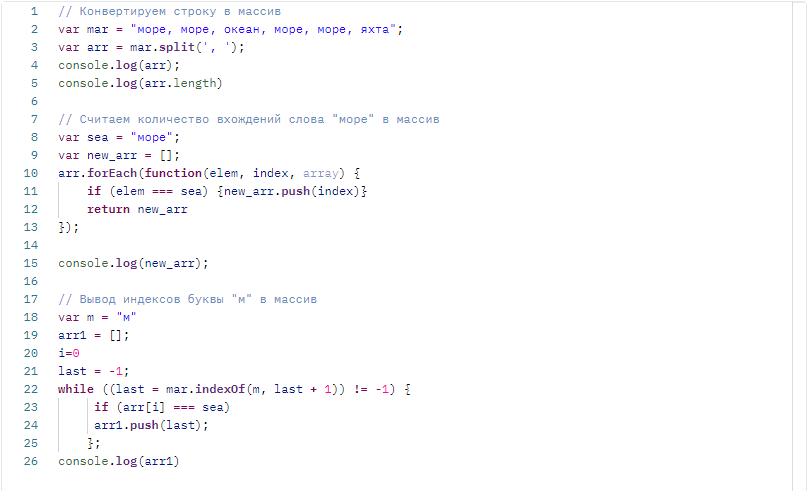 1 // Конвертируем строку в массив
2 var mar = "море, море, океан, море, море, яхта";
3 var arr = mar.split(', ');
4 console.log(arr);
5 console.log(arr.length)
6
7 // Считаем количество вхождений слова "море" в массив
8 var sea = "море";
9 var new_arr = [];
10 arr.forEach(function(elem, index, array) {
11 if (elem === sea) {new_arr.push(index)}
12 return new_arr
13 });
14
15 console.log(new_arr);
16
17 // Вывод индексов буквы "м" в массив
18 var m = "м"
19 arr1 = [];
20 i=0
21 last = -1;
22 while ((last = mar.indexOf(m, last + 1)) != -1) {
23 if (arr[i] === sea)
24 arr1.push(last);
25 };
26 console.log(arr1)